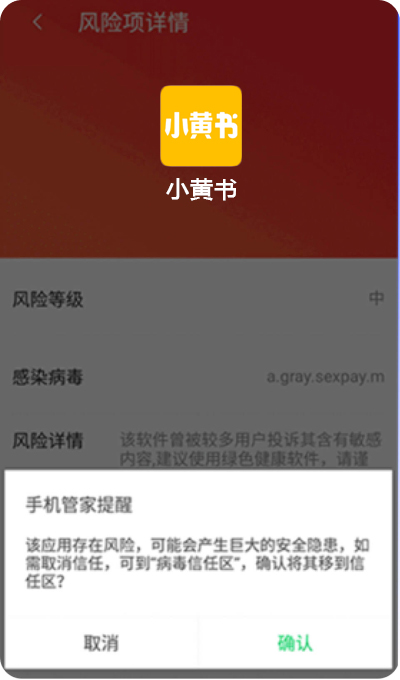 风险项详情
小黄书
小黄书
风险等级
中
感染病毒
a.gray.sexpay.m
风险详情
该软件曾被较多用户投诉其含有敏感
内容,建议使用绿色健康软件，请谨
手机管家提醒
该应用存在风险，可能会产生巨大的安全隐患，如
需取消信任，可到“病毒信任区”，确认将其移到信
任区？
取消
确认